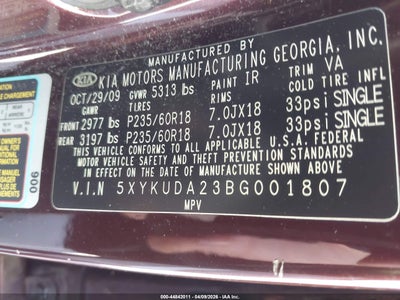 MANUFACTURED BY
KIA KIA MOTORS MANUFACTURING GEORGIA, INC.
OCT/29/09 GVWR 5313 lbs PAINT IR TRIM VA
GAWR TIRES RIMS COLD TIRE INFL
FRONT 2977 lbs P235/60R18 7.0JX18 33psi SINGLE
REAR 3197 lbs P235/60R18 7.0JX18 33psi SINGLE
THIS VEHICLE CONFORMS TO ALL APPLICABLE U.S.A. FEDERAL
MOTOR VEHICLE SAFETY AND THEFT PREVENTION STANDARDS
IN EFFECT ON THE DATE OF MANUFACTURE SHOWN ABOVE.
V.I.N 5XYKUDA23BG001807
MPV
CHARGEMENT
006
000-44843011 - 04/09/2026 - IAA Inc.